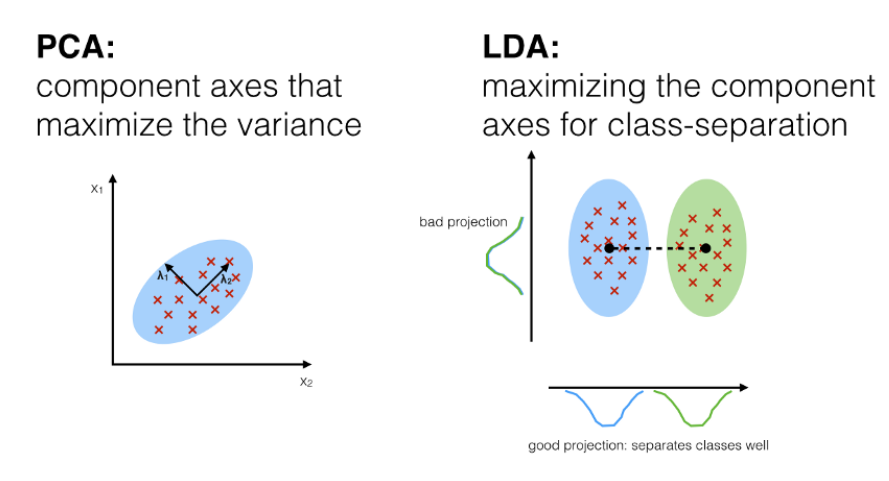 PCA:
component axes that
maximize the variance
X1
λ1
λ2
X2
LDA:
maximizing the component
axes for class-separation
bad projection
good projection: separates classes well